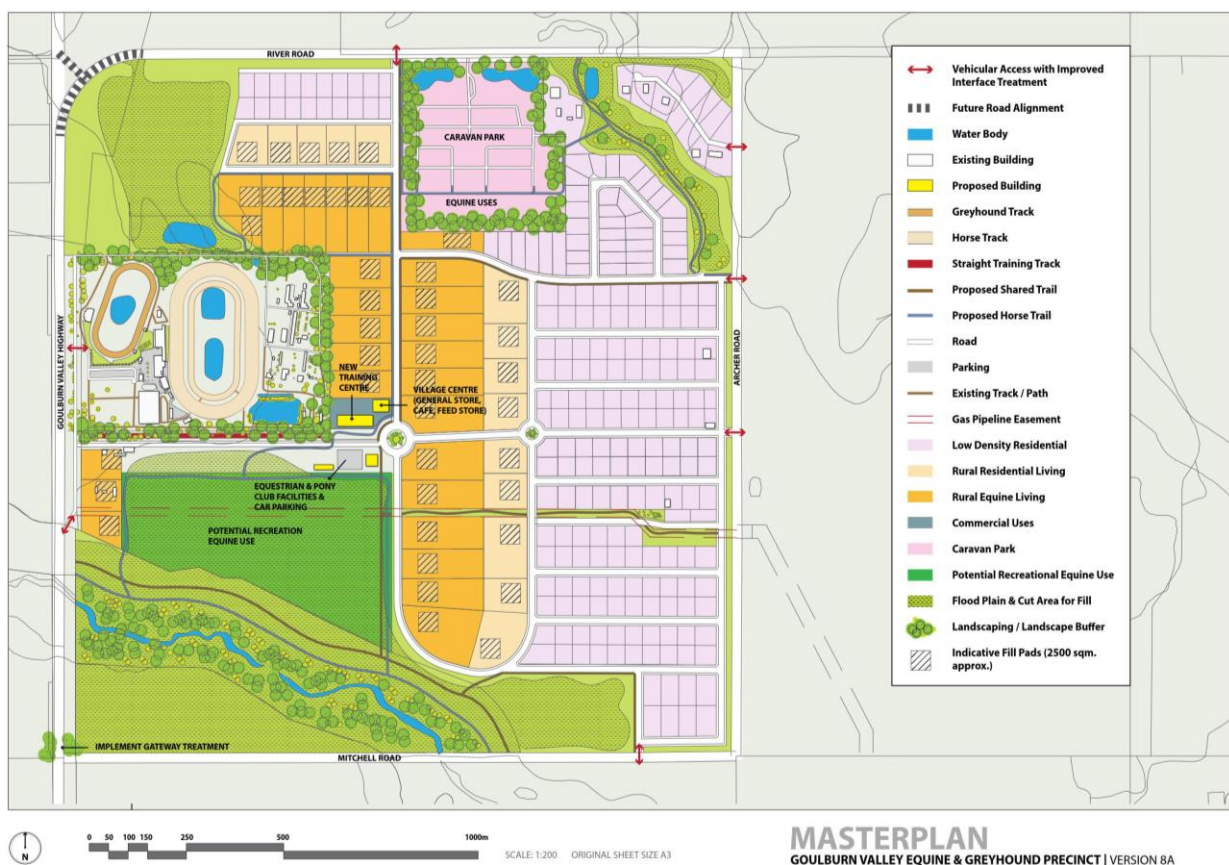 RIVER ROAD
CARAVAN PARK
EQUINE USES
GOULBURN VALLEY HIGHWAY
ARCHER ROAD
NEW
TRAINING
CENTRE
VILLAGE CENTRE
(GENERAL STORE,
CAFE, FEED STORE)
EQUESTRIAN & PONY
CLUB FACILITIES &
CAR PARKING
POTENTIAL RECREATION
EQUINE USE
IMPLEMENT GATEWAY TREATMENT
MITCHELL ROAD
Vehicular Access with Improved
Interface Treatment
Future Road Alignment
Water Body
Existing Building
Proposed Building
Greyhound Track
Horse Track
Straight Training Track
Proposed Shared Trail
Proposed Horse Trail
Road
Parking
Existing Track / Path
Gas Pipeline Easement
Low Density Residential
Rural Residential Living
Rural Equine Living
Commercial Uses
Caravan Park
Potential Recreational Equine Use
Flood Plain & Cut Area for Fill
Landscaping / Landscape Buffer
Indicative Fill Pads (2500 sqm.
approx.)
N
0 50 100 150 250 500 1000m
SCALE: 1:200 ORIGINAL SHEET SIZE A3
MASTERPLAN
GOULBURN VALLEY EQUINE & GREYHOUND PRECINCT | VERSION 8A